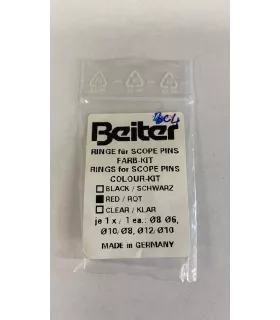 Beiter
RINGE für SCOPE PINS
FARB-KIT
RINGS for SCOPE PINS
COLOUR-KIT
BLACK / SCHWARZ
RED / ROT
CLEAR / KLAR
je 1 x / 1 ea.: Ø8/Ø6,
Ø10/Ø8, Ø12/Ø10
MADE in GERMANY